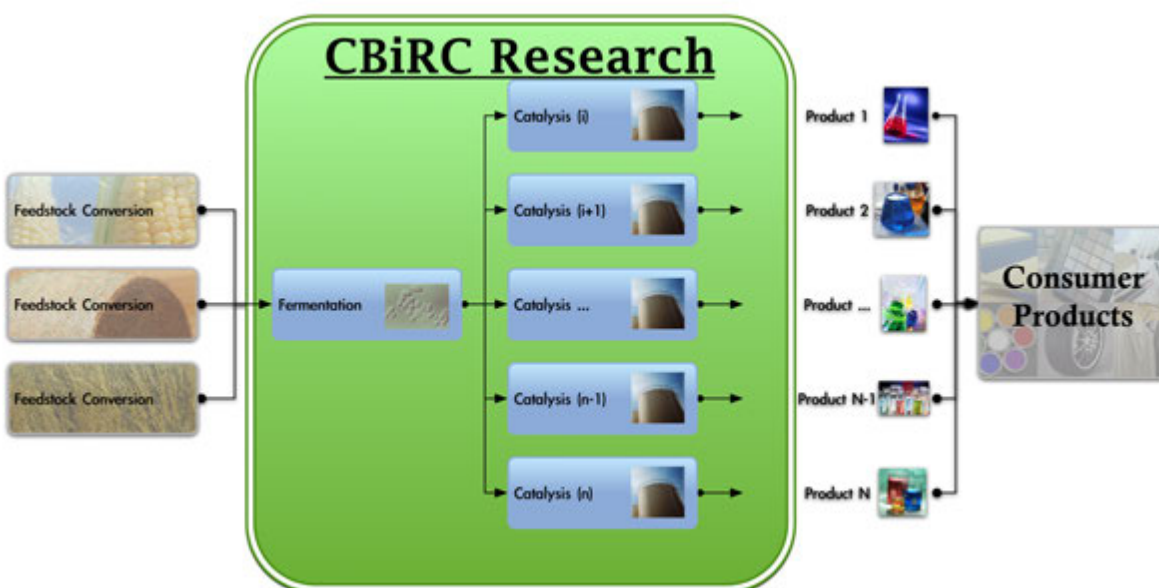 CBiRC Research
Feedstock Conversion
Feedstock Conversion
Feedstock Conversion
Fermentation
Catalysis (i)
Catalysis (i+1)
Catalysis ...
Catalysis (n-1)
Catalysis (n)
Product 1
Product 2
Product ....
Product N-1
Product N
Consumer
Products